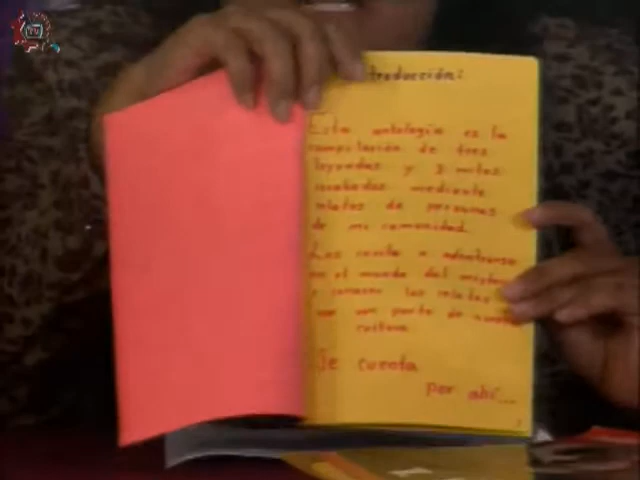 troducción:
Esta antología es la
compilación de tres
leyendas y 3 mitos
mediante
relatos de personas
de mi comunidad.
Los invito a adentrarse
en el mundo del misterio
y conocer los relatos
que son parte de nuestra
cultura
Se cuenta
por ahí...